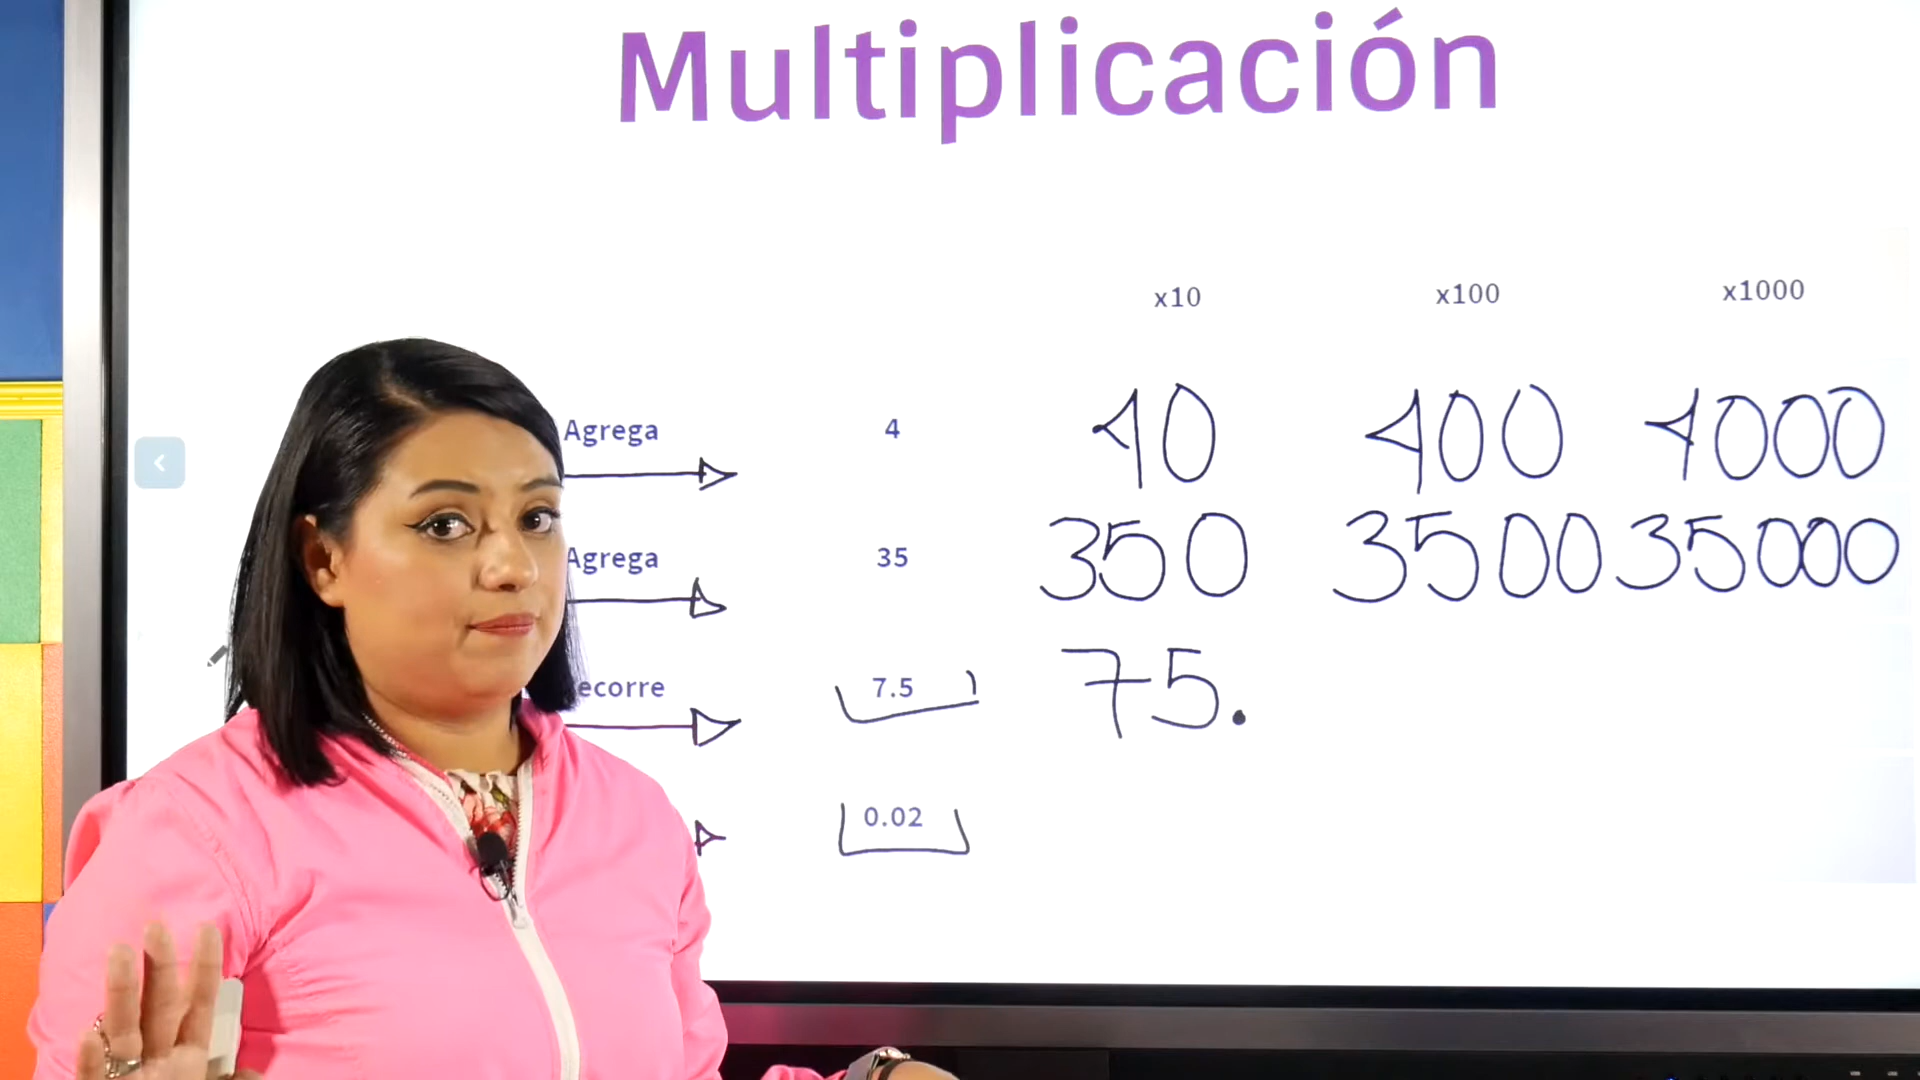 Multiplicación
x10 x100 x1000
Agrega 4 40 400 4000
Agrega 35 350 3500 35000
ecorre 7.5 75.
0.02